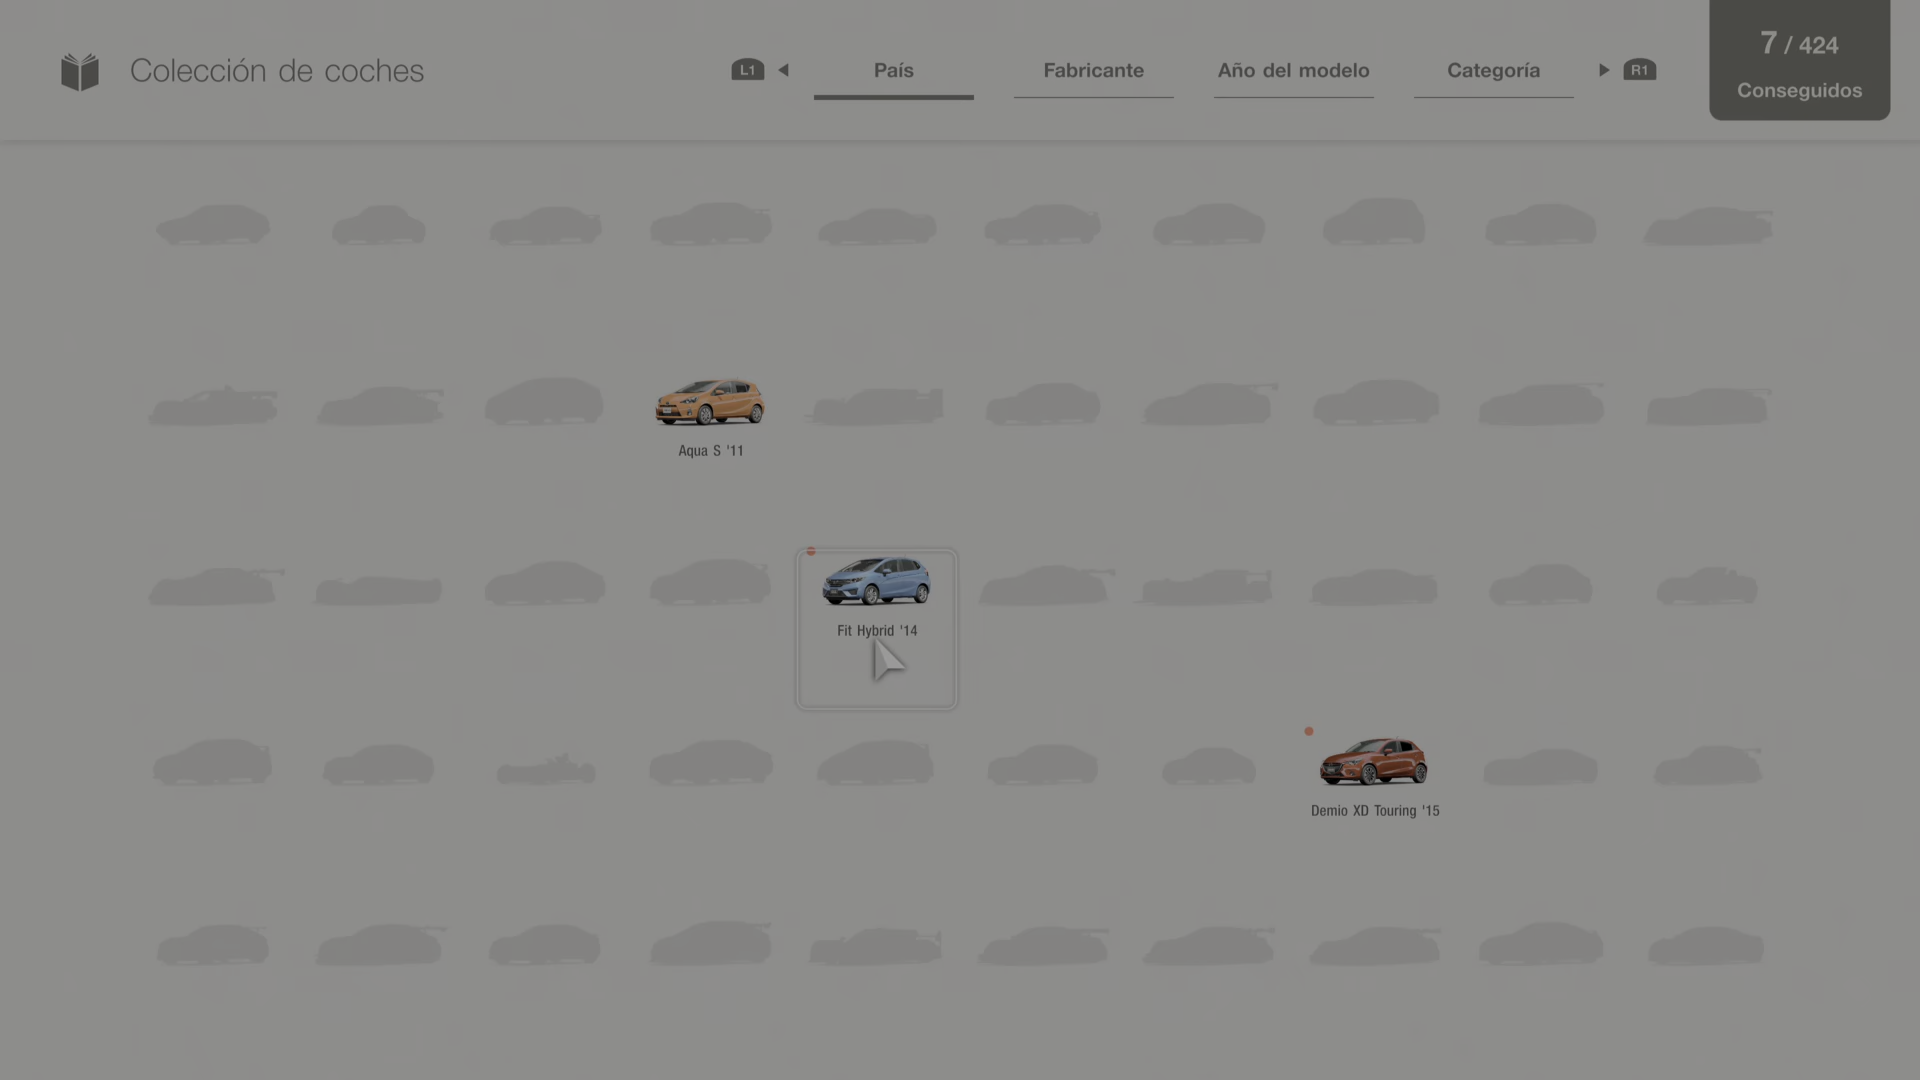 Colección de coches
L1
País
Fabricante
Año del modelo
Categoría
R1
7 / 424
Conseguidos
Aqua S '11
Fit Hybrid '14
Demio XD Touring '15